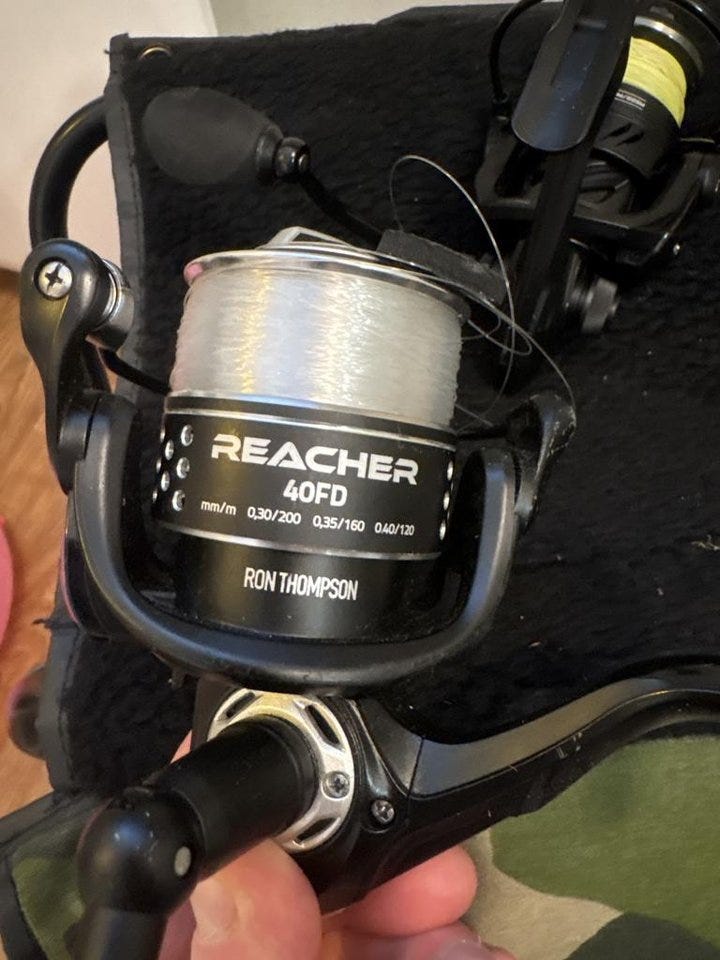 REACHER
40FD
mm/m 0,30/200 0,35/160 0.40/120
RON THOMPSON